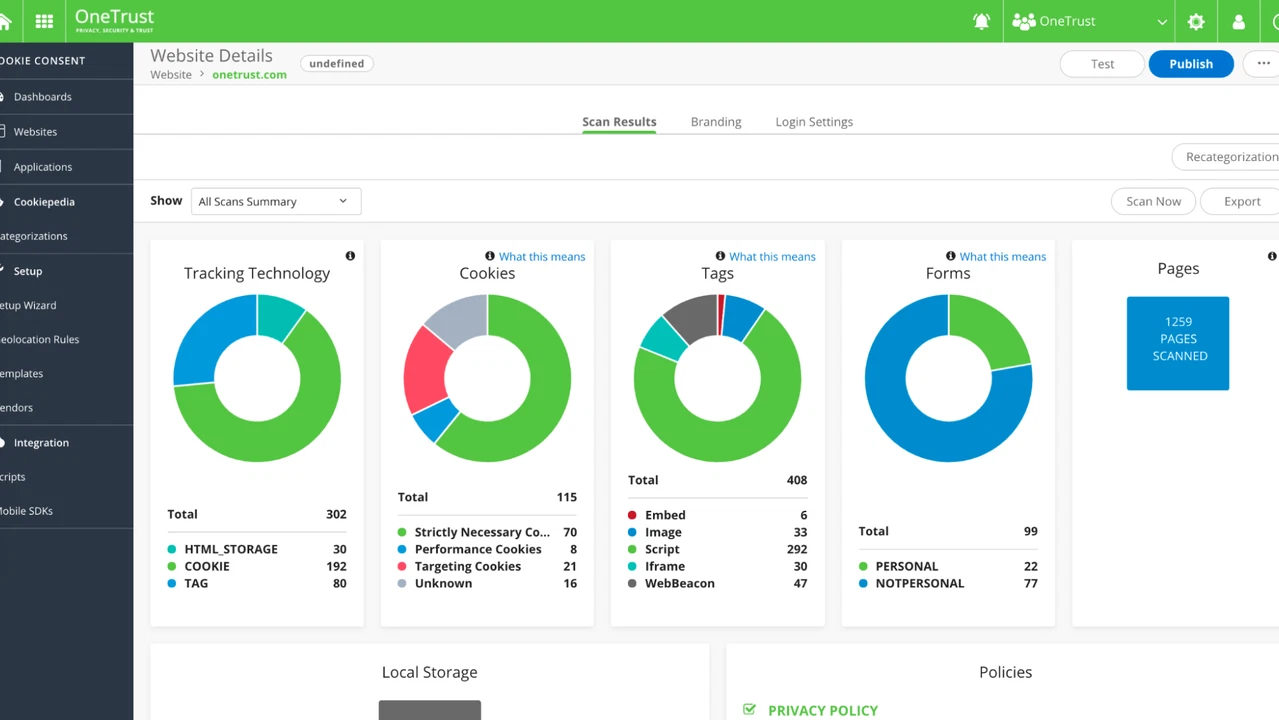 OneTrust
PRIVACY, SECURITY & TRUST
OneTrust
OOKIE CONSENT
Dashboards
Websites
Applications
Cookiepedia
ategorizations
Setup
etup Wizard
eolocation Rules
emplates
endors
Integration
cripts
Mobile SDKs
Website Details
undefined
Website > onetrust.com
Test
Publish
...
Scan Results
Branding
Login Settings
Recategorization
Show
All Scans Summary
Scan Now
Export
Tracking Technology
Total 302
HTML_STORAGE 30
COOKIE 192
TAG 80
What this means
Cookies
Total 115
Strictly Necessary Co... 70
Performance Cookies 8
Targeting Cookies 21
Unknown 16
What this means
Tags
Total 408
Embed 6
Image 33
Script 292
Iframe 30
WebBeacon 47
What this means
Forms
Total 99
PERSONAL 22
NOTPERSONAL 77
Pages
1259
PAGES
SCANNED
Local Storage
Policies
PRIVACY POLICY